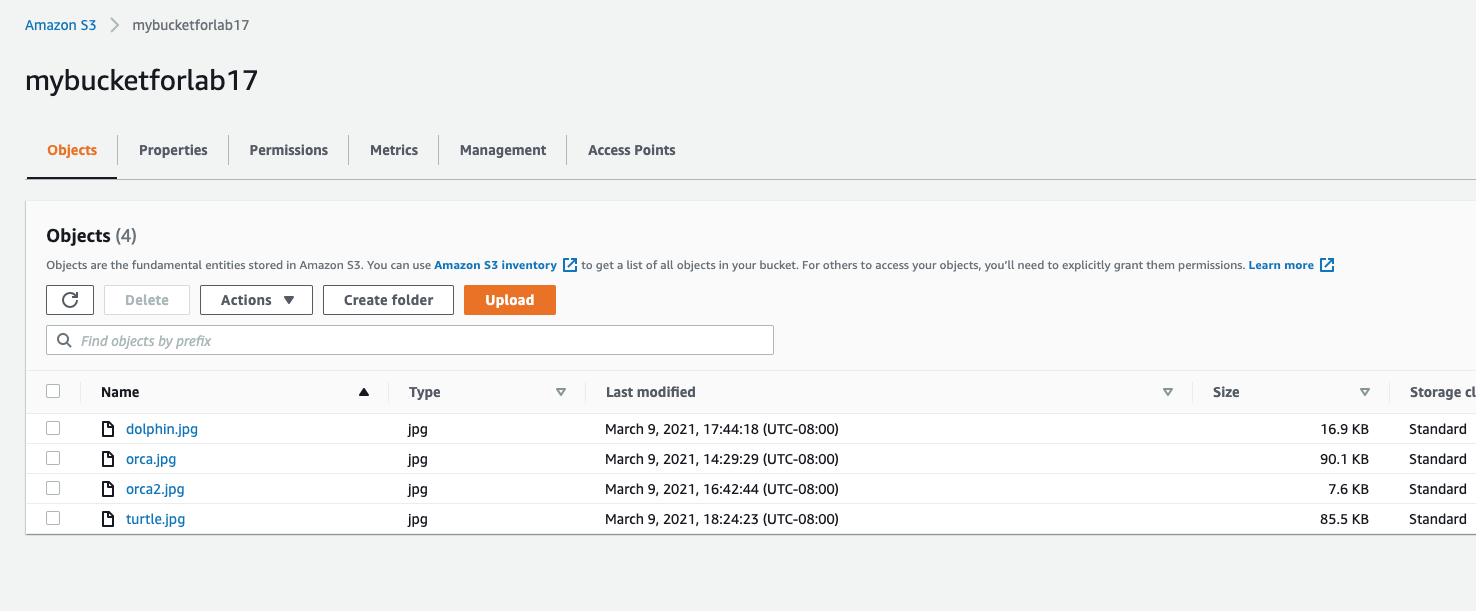 Amazon S3 mybucketforlab17
mybucketforlab17
Objects Properties Permissions Metrics Management Access Points
Objects (4)
Objects are the fundamental entities stored in Amazon S3. You can use Amazon S3 inventory to get a list of all objects in your bucket. For others to access your objects, you’ll need to explicitly grant them permissions. Learn more
Delete Actions Create folder Upload
Find objects by prefix
Name Type Last modified Size Storage cl
dolphin.jpg jpg March 9, 2021, 17:44:18 (UTC-08:00) 16.9 KB Standard
orca.jpg jpg March 9, 2021, 14:29:29 (UTC-08:00) 90.1 KB Standard
orca2.jpg jpg March 9, 2021, 16:42:44 (UTC-08:00) 7.6 KB Standard
turtle.jpg jpg March 9, 2021, 18:24:23 (UTC-08:00) 85.5 KB Standard